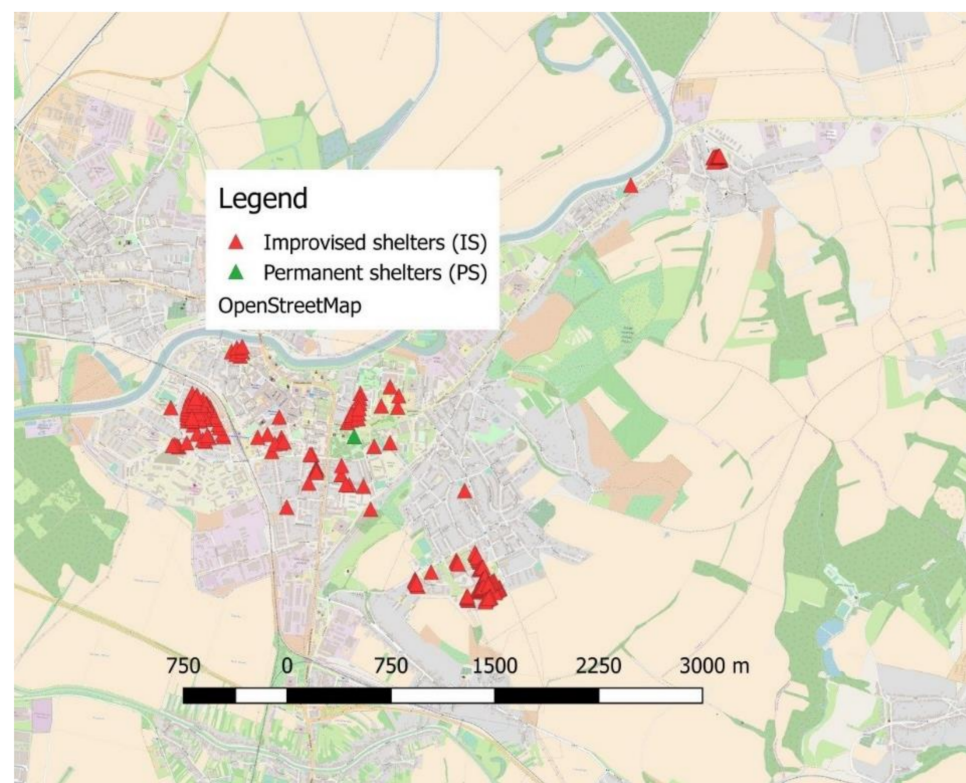 Legend
Improvised shelters (IS)
Permanent shelters (PS)
OpenStreetMap
750 0 750 1500 2250 3000 m